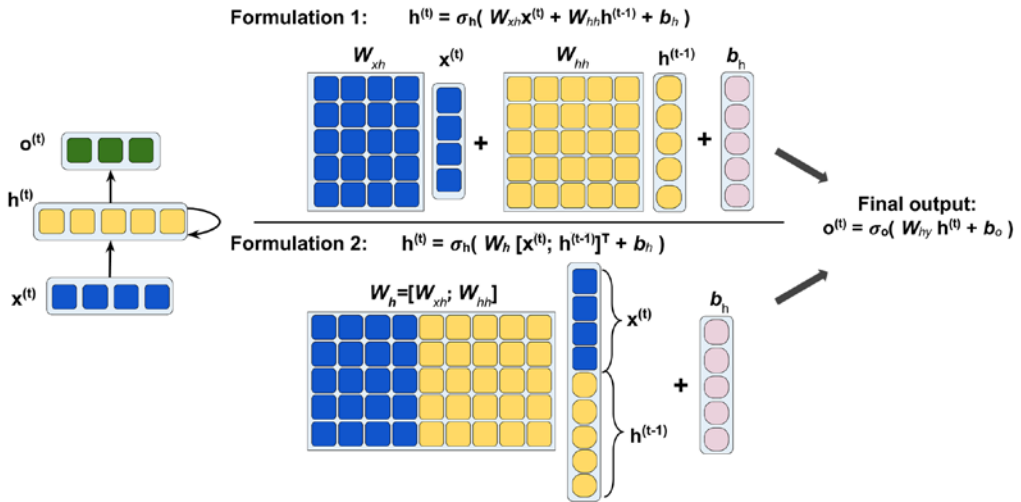 Formulation 1: h⁽ᵗ⁾ = σₕ( Wₓₕx⁽ᵗ⁾ + Wₕₕh⁽ᵗ⁻¹⁾ + bₕ )
Wₓₕ x⁽ᵗ⁾ Wₕₕ h⁽ᵗ⁻¹⁾ bₕ
+ +
o⁽ᵗ⁾
h⁽ᵗ⁾
x⁽ᵗ⁾
Formulation 2: h⁽ᵗ⁾ = σₕ( Wₕ [x⁽ᵗ⁾; h⁽ᵗ⁻¹⁾]ᵀ + bₕ )
Wₕ=[Wₓₕ; Wₕₕ]
x⁽ᵗ⁾
h⁽ᵗ⁻¹⁾
+
bₕ
Final output:
o⁽ᵗ⁾ = σₒ( W_hy h⁽ᵗ⁾ + bₒ )